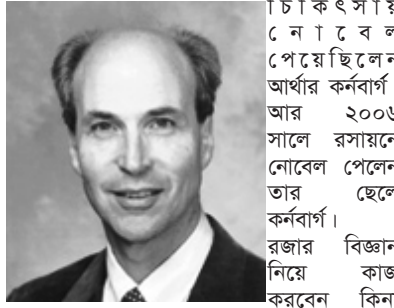 চিকিৎসায়
নোবেল
পেয়েছিলেন
আর্থার কর্নবার্গ।
আর ২০০৬
সালে রসায়নে
নোবেল পেলেন
তার ছেলে
কর্নবার্গ।
রজার বিজ্ঞান
নিয়ে কাজ
করবেন কিনা